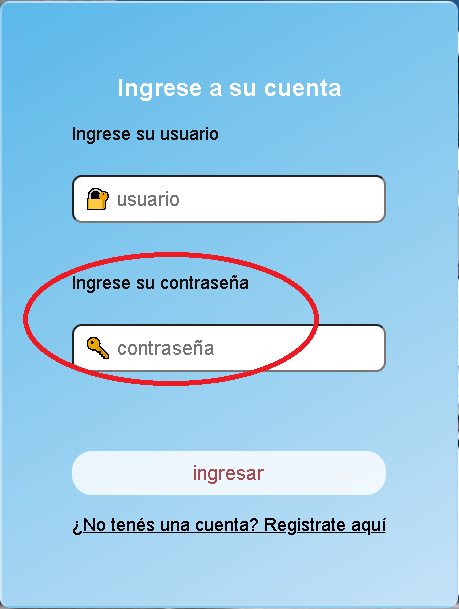 Ingrese a su cuenta
Ingrese su usuario
usuario
Ingrese su contraseña
contraseña
ingresar
¿No tenés una cuenta? Registrate aquí